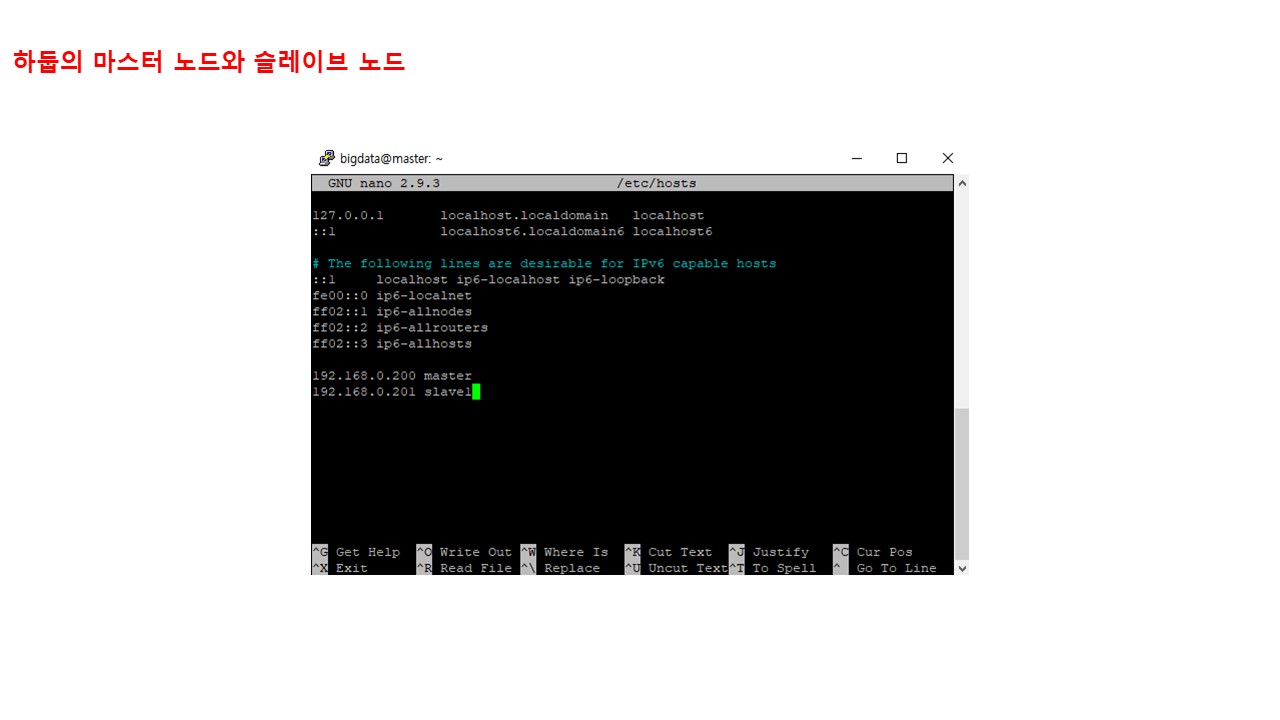 하둡의 마스터 노드와 슬레이브 노드
bigdata@master: ~
GNU nano 2.9.3 /etc/hosts
127.0.0.1 localhost.localdomain localhost
::1 localhost6.localdomain6 localhost6
# The following lines are desirable for IPv6 capable hosts
::1 localhost ip6-localhost ip6-loopback
fe00::0 ip6-localnet
ff02::1 ip6-allnodes
ff02::2 ip6-allrouters
ff02::3 ip6-allhosts
192.168.0.200 master
192.168.0.201 slave1
^G Get Help ^O Write Out ^W Where Is ^K Cut Text ^J Justify ^C Cur Pos
^X Exit ^R Read File ^\ Replace ^U Uncut Text ^T To Spell ^ Go To Line